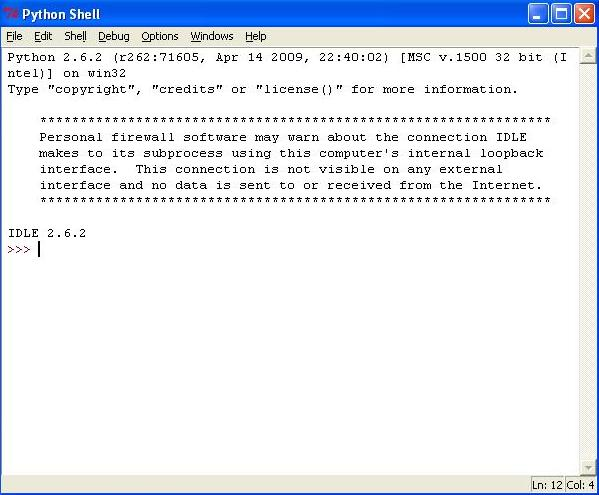 Python Shell
File Edit Shell Debug Options Windows Help
Python 2.6.2 (r262:71605, Apr 14 2009, 22:40:02) [MSC v.1500 32 bit (I
ntel)] on win32
Type "copyright", "credits" or "license()" for more information.
****************************************************************
Personal firewall software may warn about the connection IDLE
makes to its subprocess using this computer's internal loopback
interface.  This connection is not visible on any external
interface and no data is sent to or received from the Internet.
****************************************************************
IDLE 2.6.2
>>>
Ln: 12 Col: 4